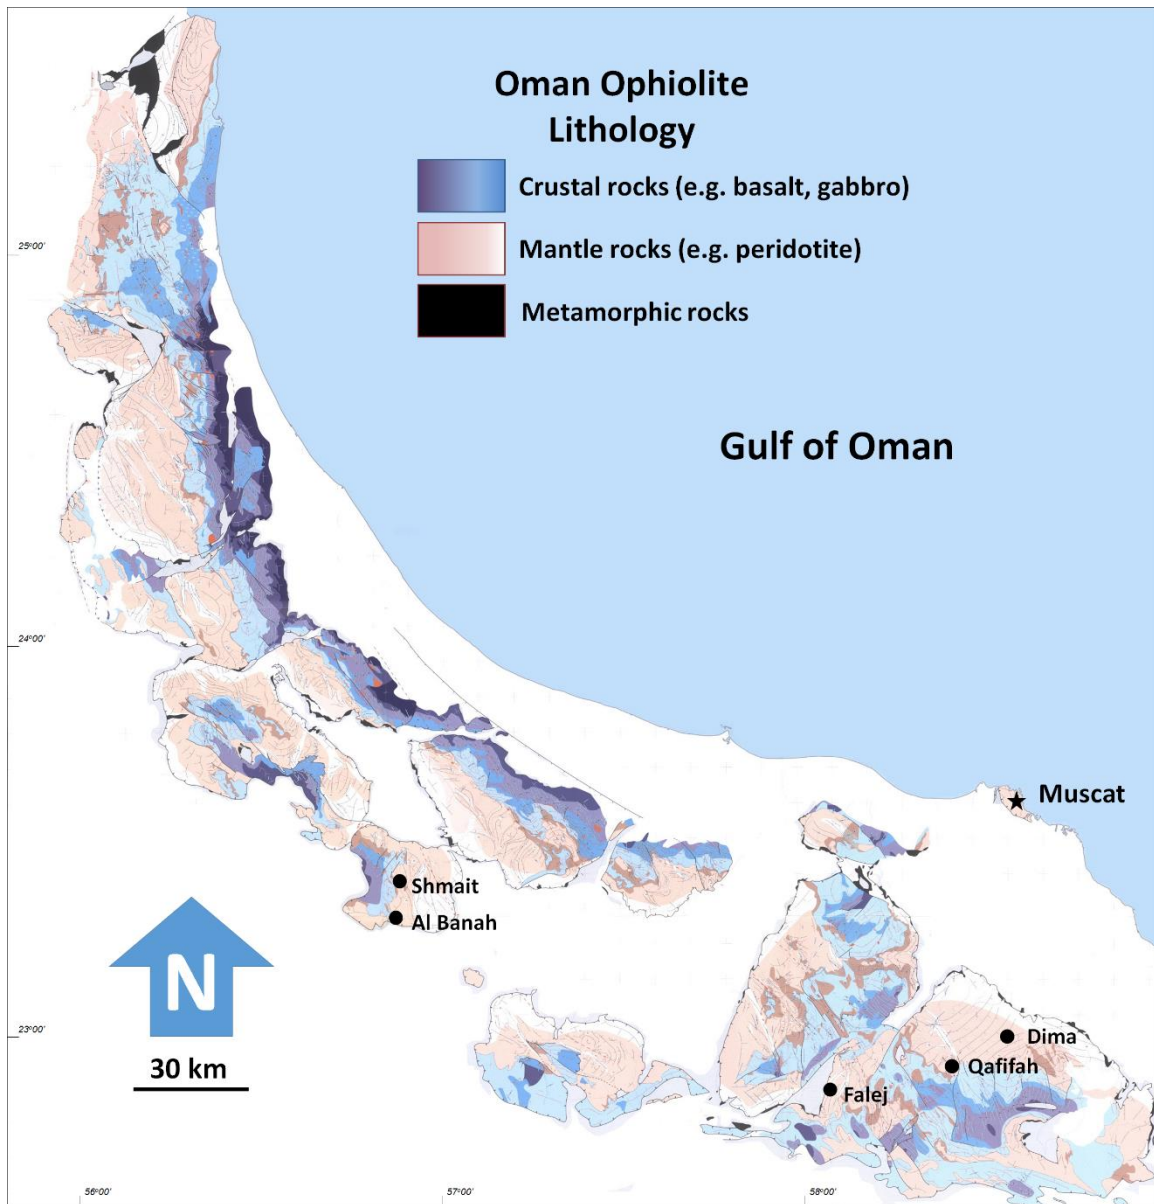 Oman Ophiolite
Lithology
Crustal rocks (e.g. basalt, gabbro)
Mantle rocks (e.g. peridotite)
Metamorphic rocks
25°00'
Gulf of Oman
24°00'
Muscat
Shmait
Al Banah
N
30 km
23°00'
Dima
Qafifah
Falej
56°00'
57°00'
58°00'